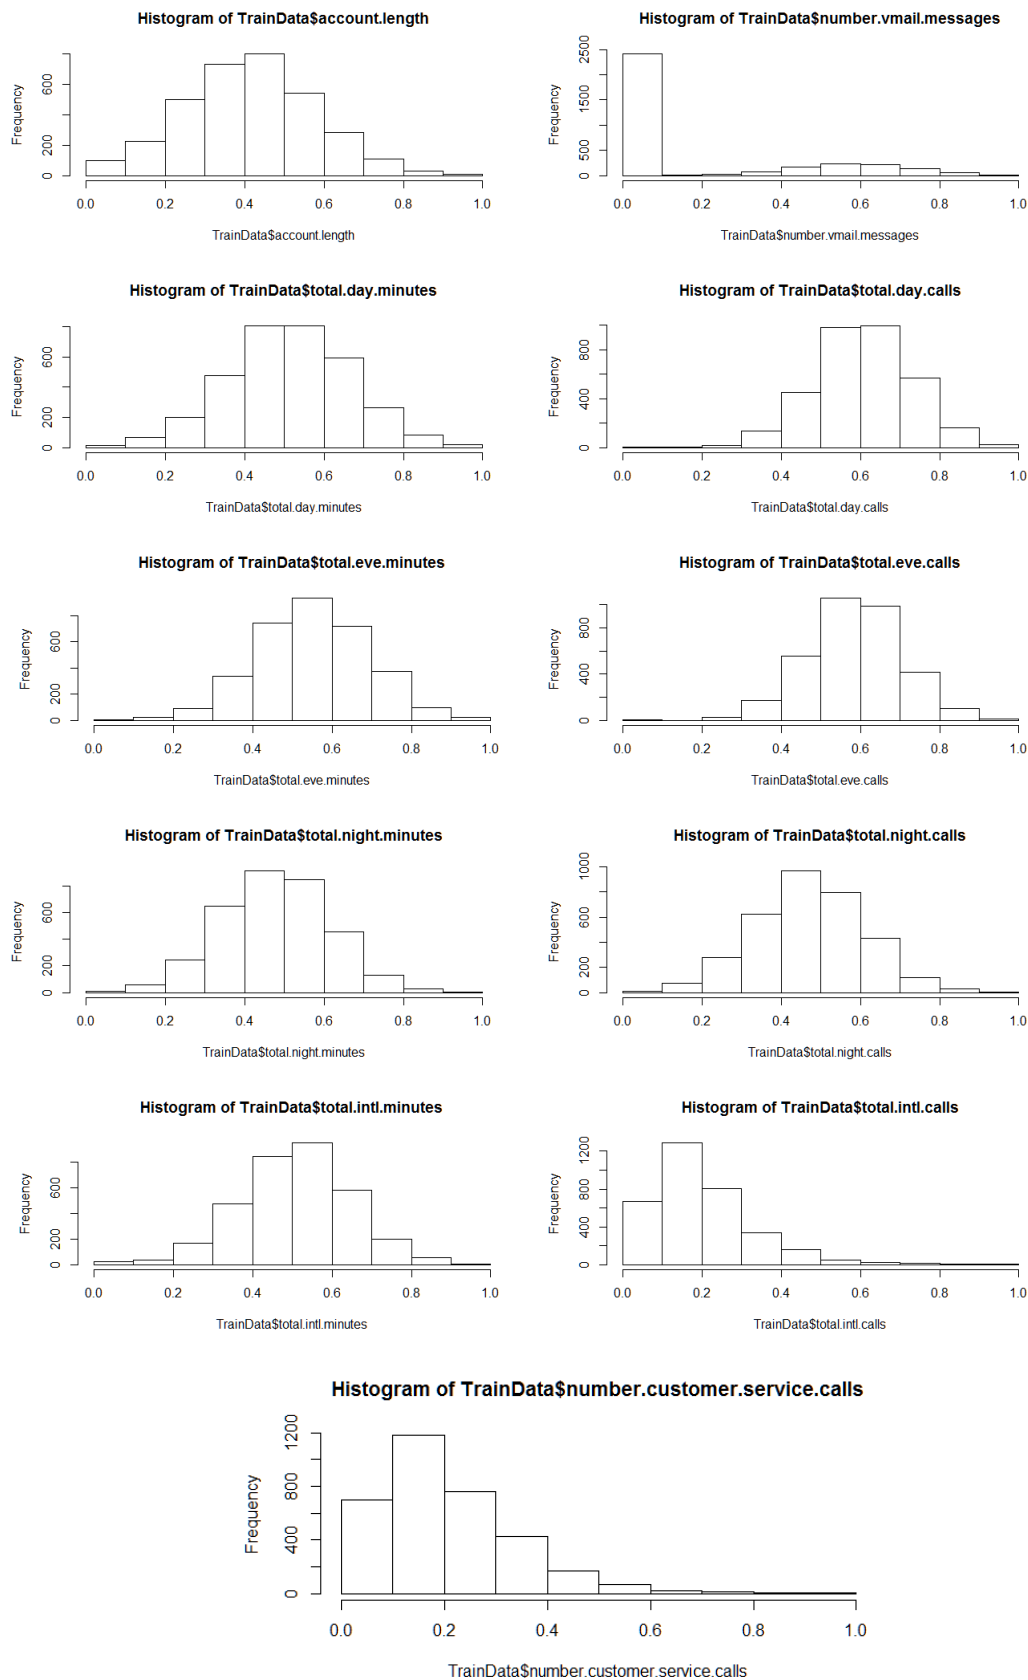 Histogram of TrainData$account.length
Frequency
0 200 600
0.0 0.2 0.4 0.6 0.8 1.0
TrainData$account.length
Histogram of TrainData$number.vmail.messages
Frequency
0 500 1500 2500
0.0 0.2 0.4 0.6 0.8 1.0
TrainData$number.vmail.messages
Histogram of TrainData$total.day.minutes
Frequency
0 200 600
0.0 0.2 0.4 0.6 0.8 1.0
TrainData$total.day.minutes
Histogram of TrainData$total.day.calls
Frequency
0 400 800
0.0 0.2 0.4 0.6 0.8 1.0
TrainData$total.day.calls
Histogram of TrainData$total.eve.minutes
Frequency
0 200 600
0.0 0.2 0.4 0.6 0.8 1.0
TrainData$total.eve.minutes
Histogram of TrainData$total.eve.calls
Frequency
0 400 800
0.0 0.2 0.4 0.6 0.8 1.0
TrainData$total.eve.calls
Histogram of TrainData$total.night.minutes
Frequency
0 200 600
0.0 0.2 0.4 0.6 0.8 1.0
TrainData$total.night.minutes
Histogram of TrainData$total.night.calls
Frequency
0 200 600 1000
0.0 0.2 0.4 0.6 0.8 1.0
TrainData$total.night.calls
Histogram of TrainData$total.intl.minutes
Frequency
0 200 600
0.0 0.2 0.4 0.6 0.8 1.0
TrainData$total.intl.minutes
Histogram of TrainData$total.intl.calls
Frequency
0 400 800 1200
0.0 0.2 0.4 0.6 0.8 1.0
TrainData$total.intl.calls
Histogram of TrainData$number.customer.service.calls
Frequency
0 400 800 1200
0.0 0.2 0.4 0.6 0.8 1.0
TrainData$number.customer.service.calls